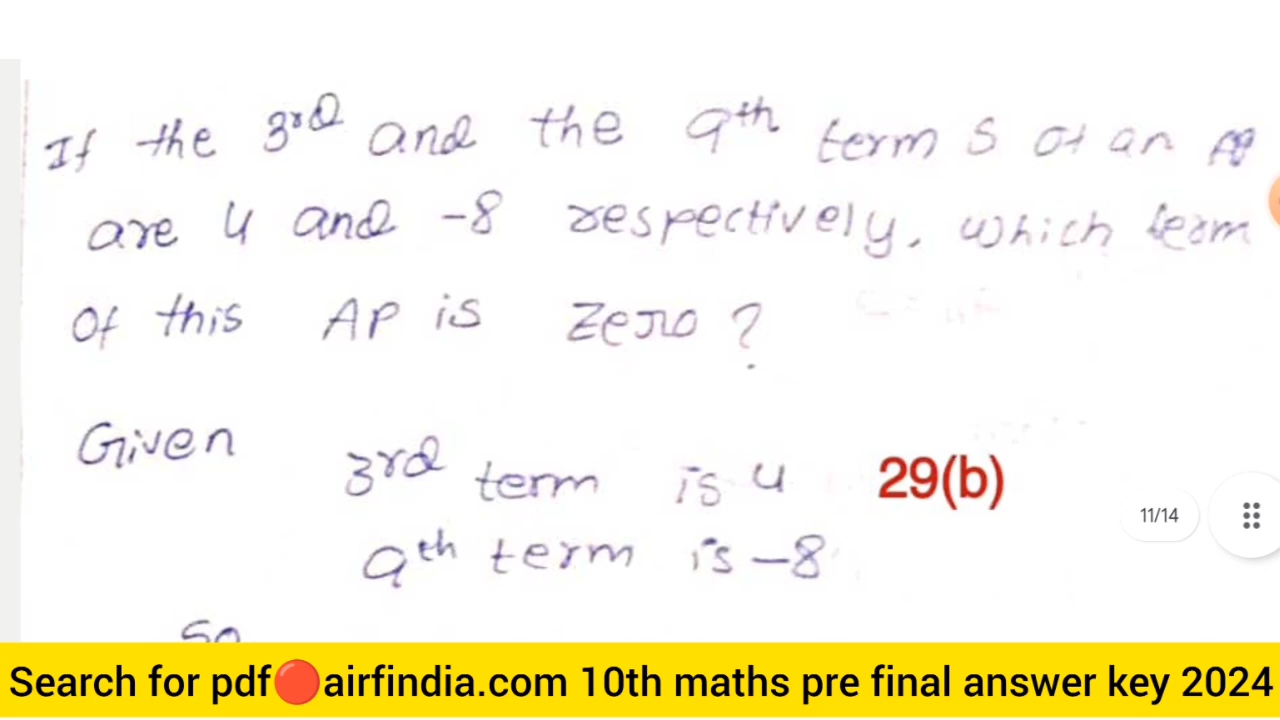 If the 3rd and the 9th terms of an AP
are 4 and -8 respectively, which term
of this AP is zero?
Given
3rd term is 4 29(b)
9th term is -8
11/14
So
Search for pdf🔴airfindia.com 10th maths pre final answer key 2024